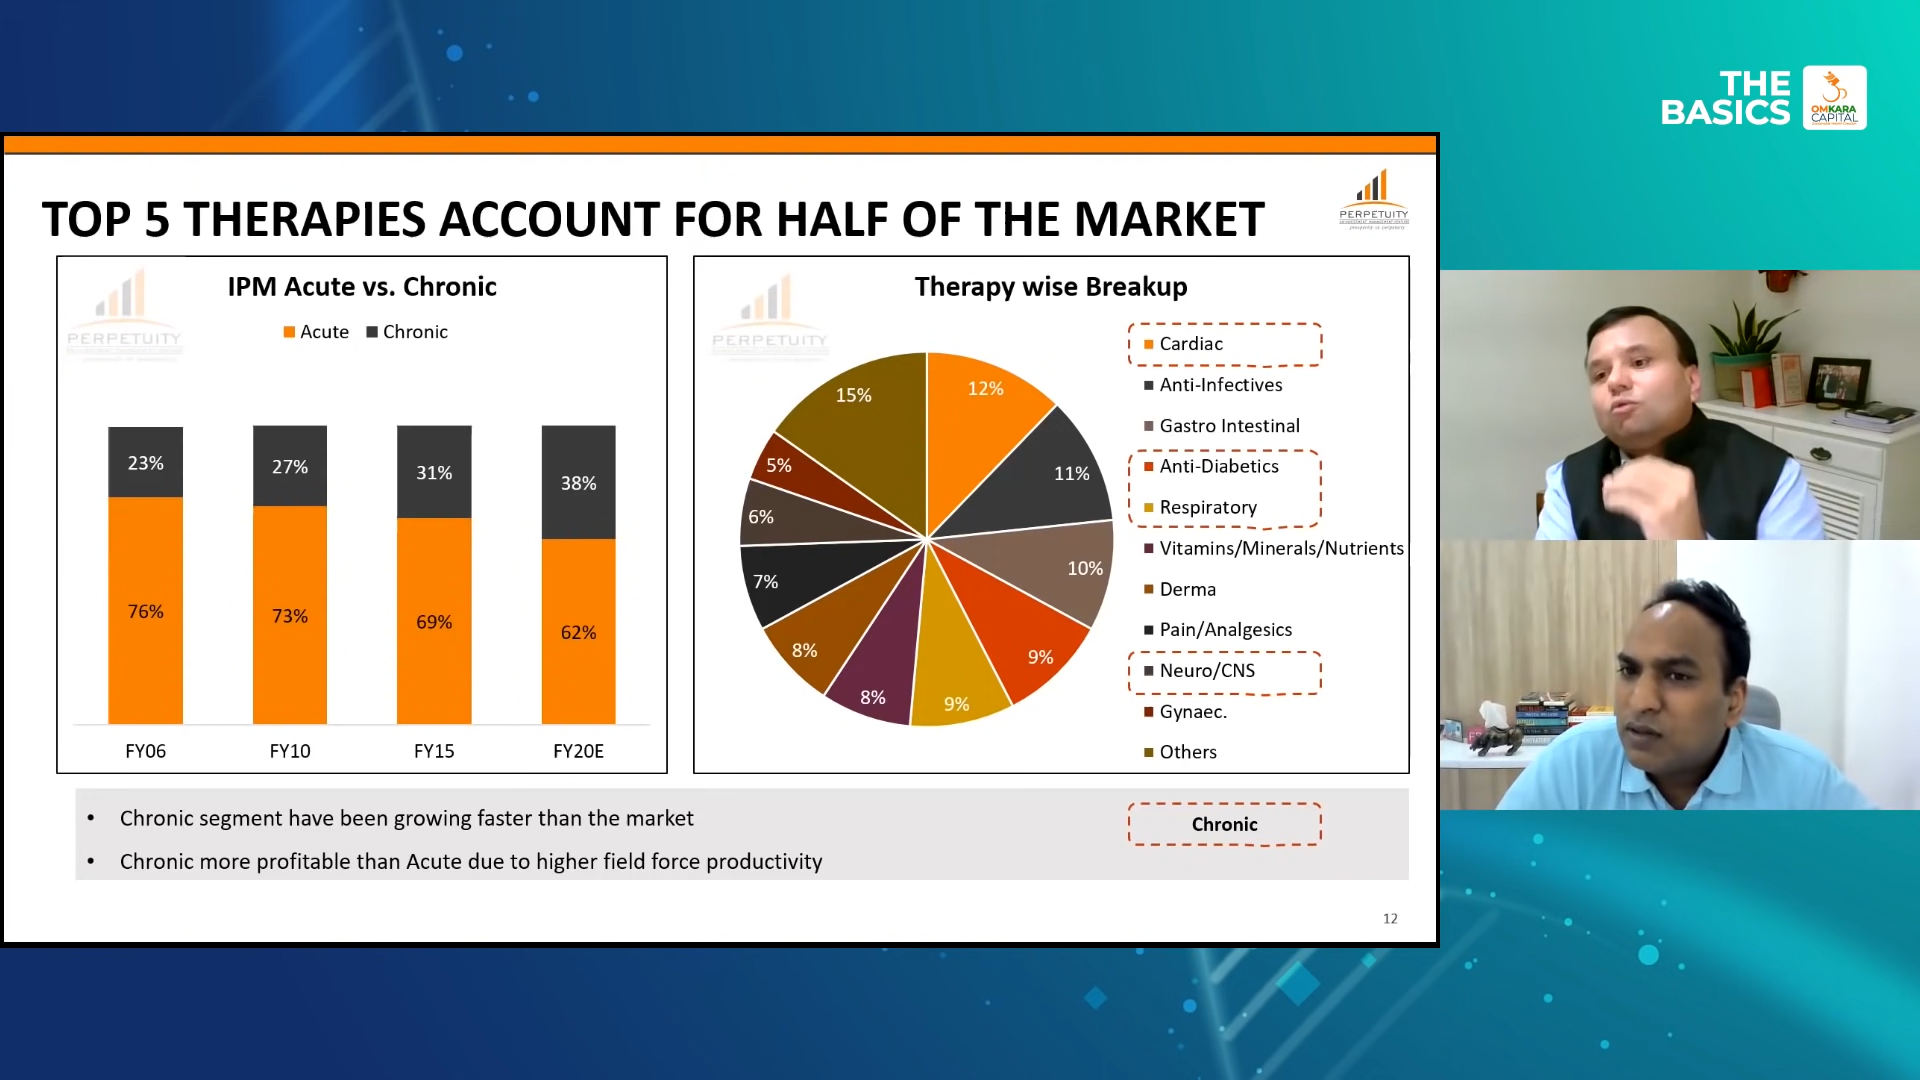 THE
BASICS
OMKARA
CAPITAL
PERPETUITY
TOP 5 THERAPIES ACCOUNT FOR HALF OF THE MARKET
PERPETUITY
IPM Acute vs. Chronic
Acute Chronic
23% 27% 31% 38%
76% 73% 69% 62%
FY06 FY10 FY15 FY20E
PERPETUITY
Therapy wise Breakup
12%
11%
10%
9%
9%
8%
8%
7%
6%
5%
15%
Cardiac
Anti-Infectives
Gastro Intestinal
Anti-Diabetics
Respiratory
Vitamins/Minerals/Nutrients
Derma
Pain/Analgesics
Neuro/CNS
Gynaec.
Others
• Chronic segment have been growing faster than the market
• Chronic more profitable than Acute due to higher field force productivity
Chronic
12